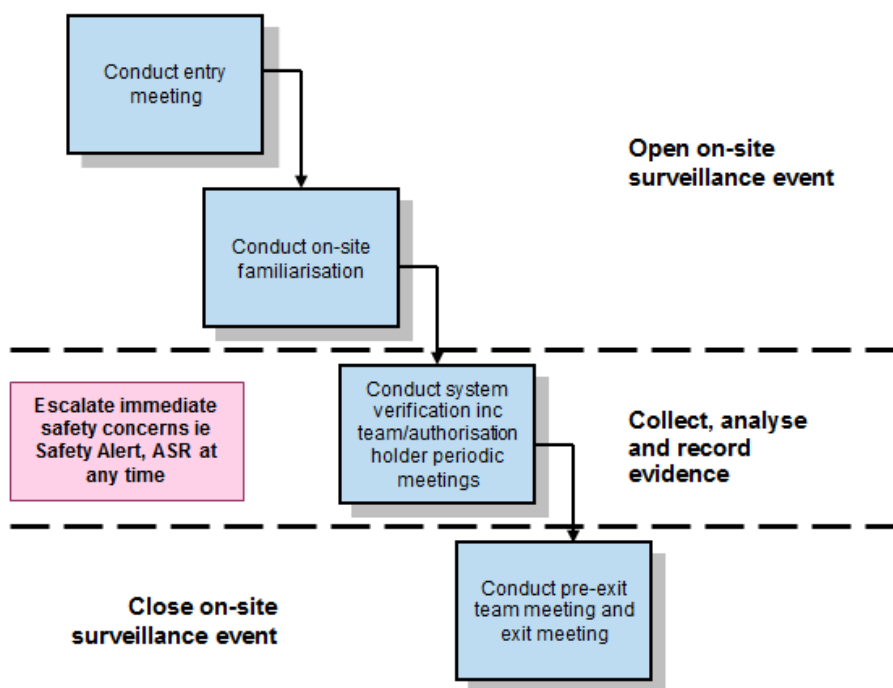 Conduct entry
meeting
Open on-site
surveillance event
Conduct on-site
familiarisation
Escalate immediate
safety concerns ie
Safety Alert, ASR at
any time
Conduct system
verification inc
team/authorisation
holder periodic
meetings
Collect, analyse
and record
evidence
Close on-site
surveillance event
Conduct pre-exit
team meeting and
exit meeting